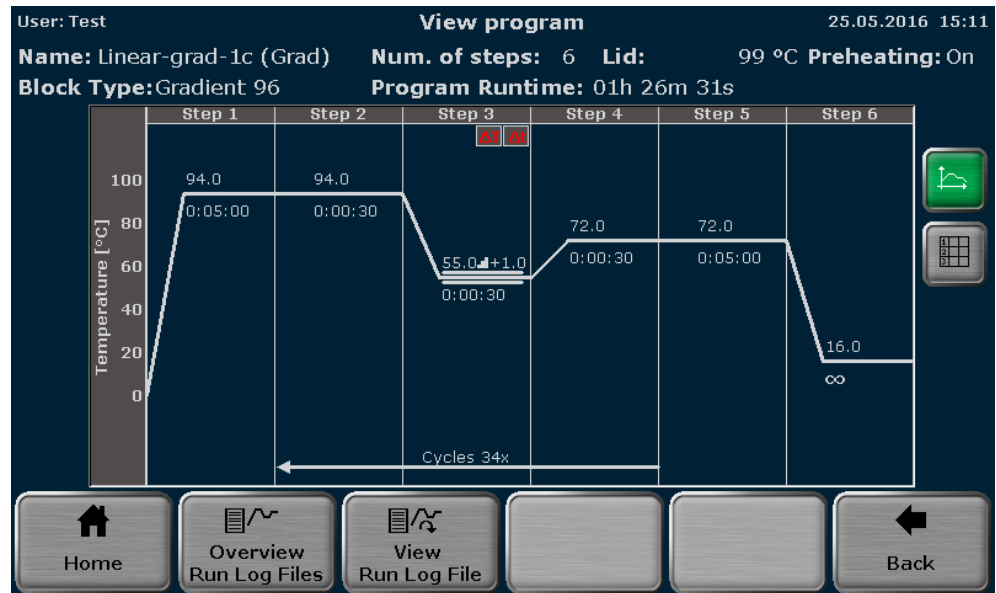 User: Test View program 25.05.2016 15:11
Name: Linear-grad-1c (Grad) Num. of steps: 6 Lid: 99 °C Preheating: On
Block Type:Gradient 96 Program Runtime: 01h 26m 31s
Step 1 Step 2 Step 3 Step 4 Step 5 Step 6
ΔT Δt
Temperature [°C]
100
80
60
40
20
0
94.0
0:05:00
94.0
0:00:30
55.0 +1.0
0:00:30
72.0
0:00:30
72.0
0:05:00
16.0
∞
Cycles 34x
1
2
3
Home
Overview
Run Log Files
View
Run Log File
Back